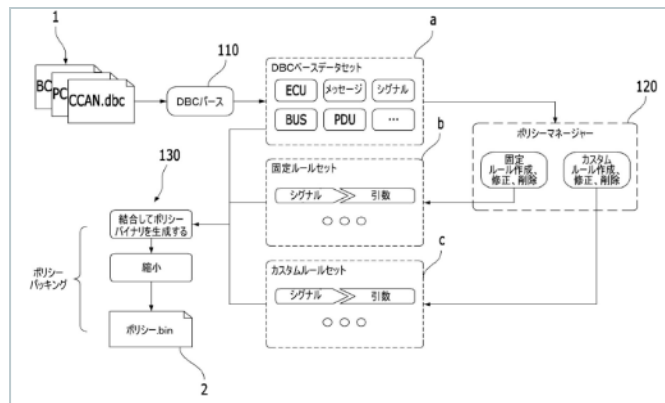 1
BC
PC
CCAN.dbc
110
DBCパース
a
DBCベースデータセット
ECU
メッセージ
シグナル
BUS
PDU
...
120
ポリシーマネージャー
固定
ルール作成、
修正、削除
カスタム
ルール作成、
修正、削除
b
固定ルールセット
シグナル
引数
130
結合してポリシー
バイナリを生成する
縮小
ポリシー
パッキング
ポリシー.bin
2
c
カスタムルールセット
シグナル
引数